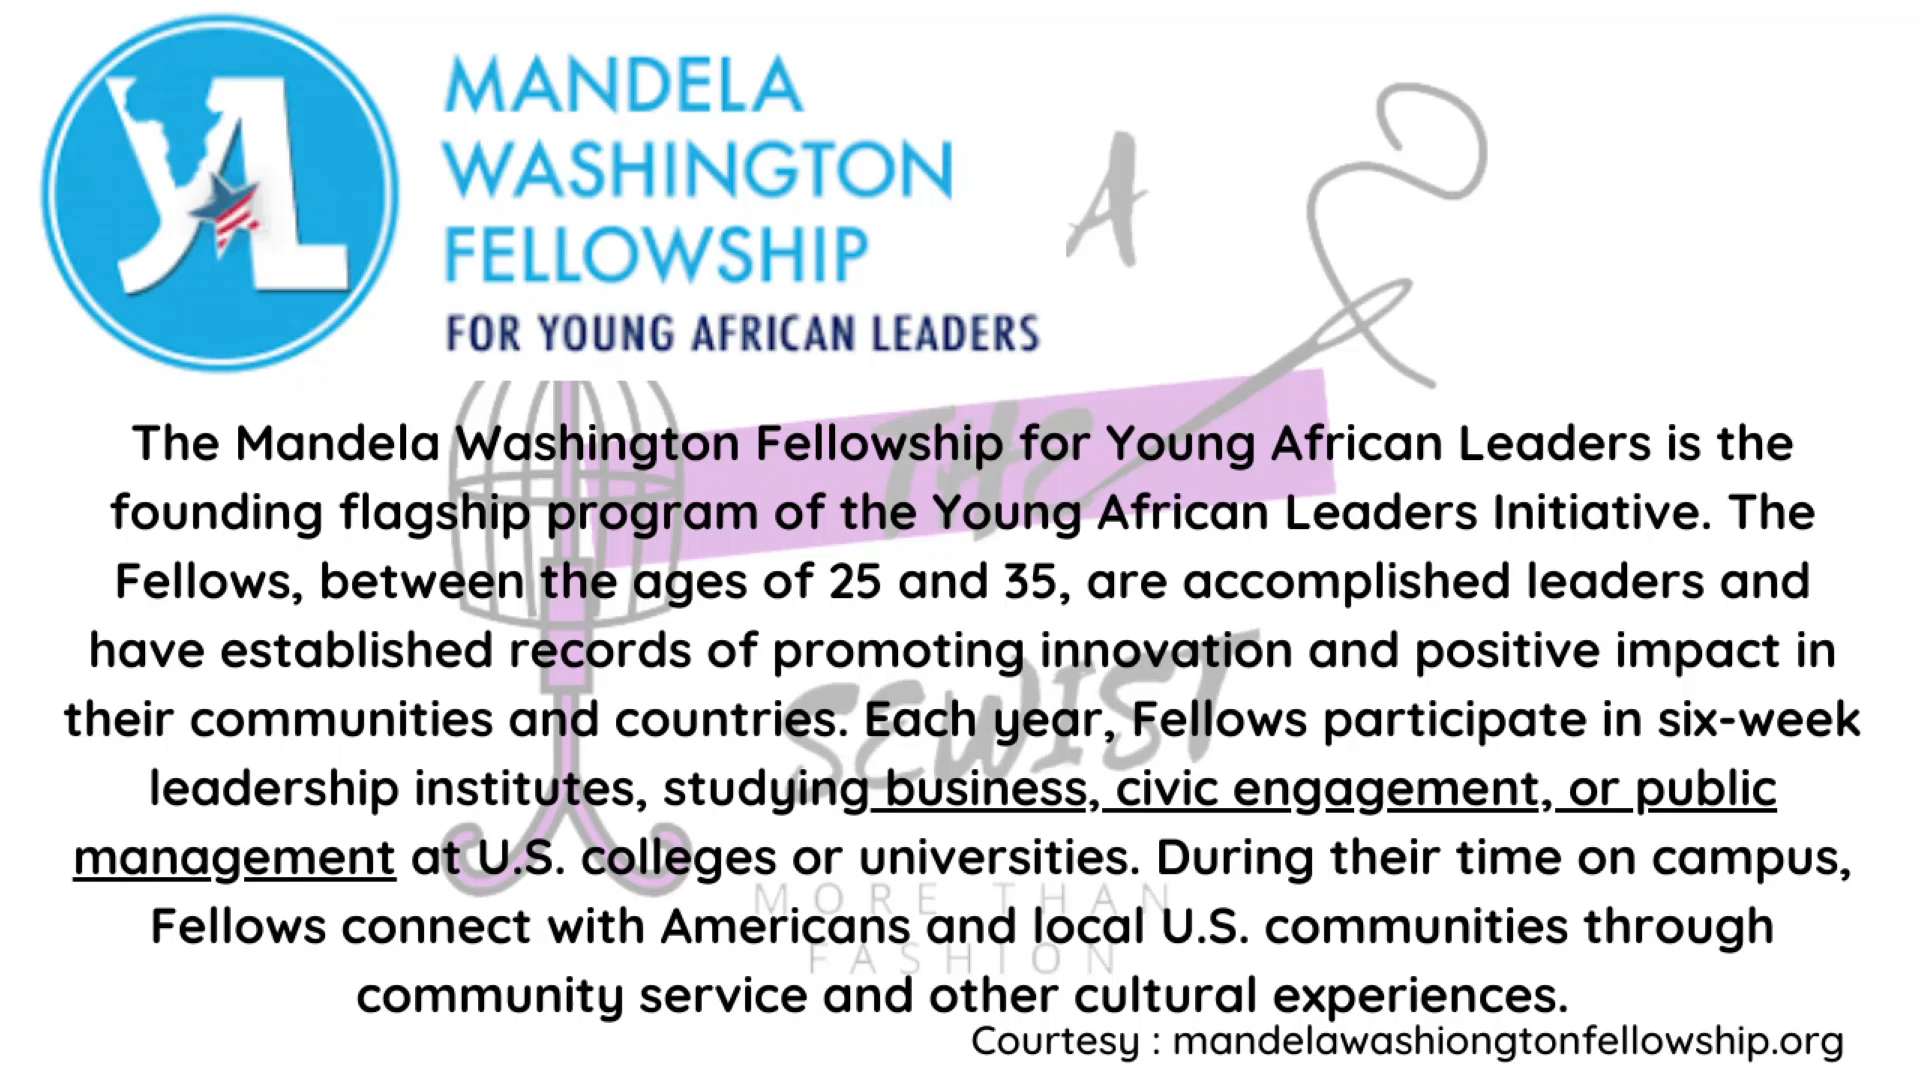 MANDELA
WASHINGTON
FELLOWSHIP
FOR YOUNG AFRICAN LEADERS
YAL
A
THE
SEWIST
MORE THAN
FASHION
The Mandela Washington Fellowship for Young African Leaders is the
founding flagship program of the Young African Leaders Initiative. The
Fellows, between the ages of 25 and 35, are accomplished leaders and
have established records of promoting innovation and positive impact in
their communities and countries. Each year, Fellows participate in six-week
leadership institutes, studying business, civic engagement, or public
management at U.S. colleges or universities. During their time on campus,
Fellows connect with Americans and local U.S. communities through
community service and other cultural experiences.
Courtesy : mandelawashiongtonfellowship.org